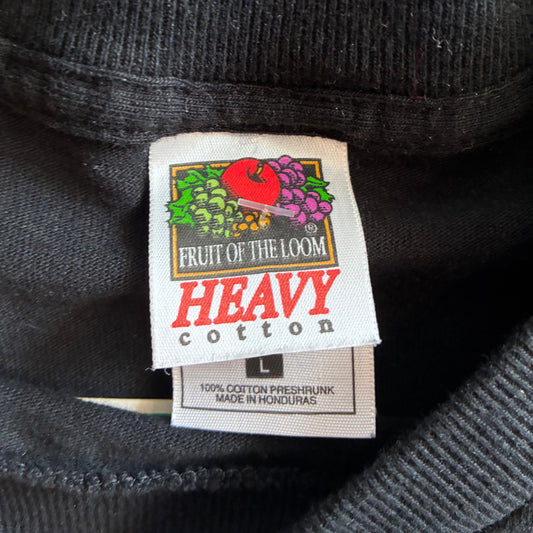 ®
FRUIT OF THE LOOM
HEAVY
cotton
L
100% COTTON PRESHRUNK
MADE IN HONDURAS